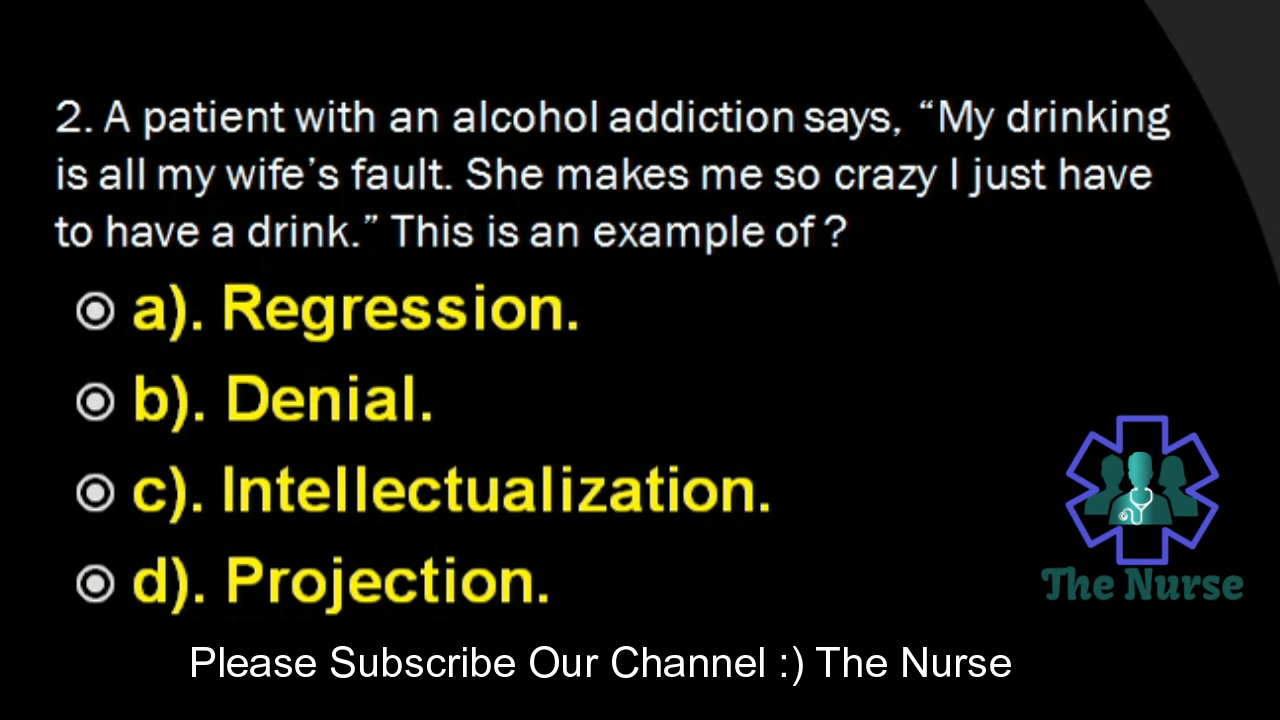 2. A patient with an alcohol addiction says, “My drinking
is all my wife’s fault. She makes me so crazy I just have
to have a drink.” This is an example of ?
a). Regression.
b). Denial.
c). Intellectualization.
d). Projection.
The Nurse
Please Subscribe Our Channel :) The Nurse